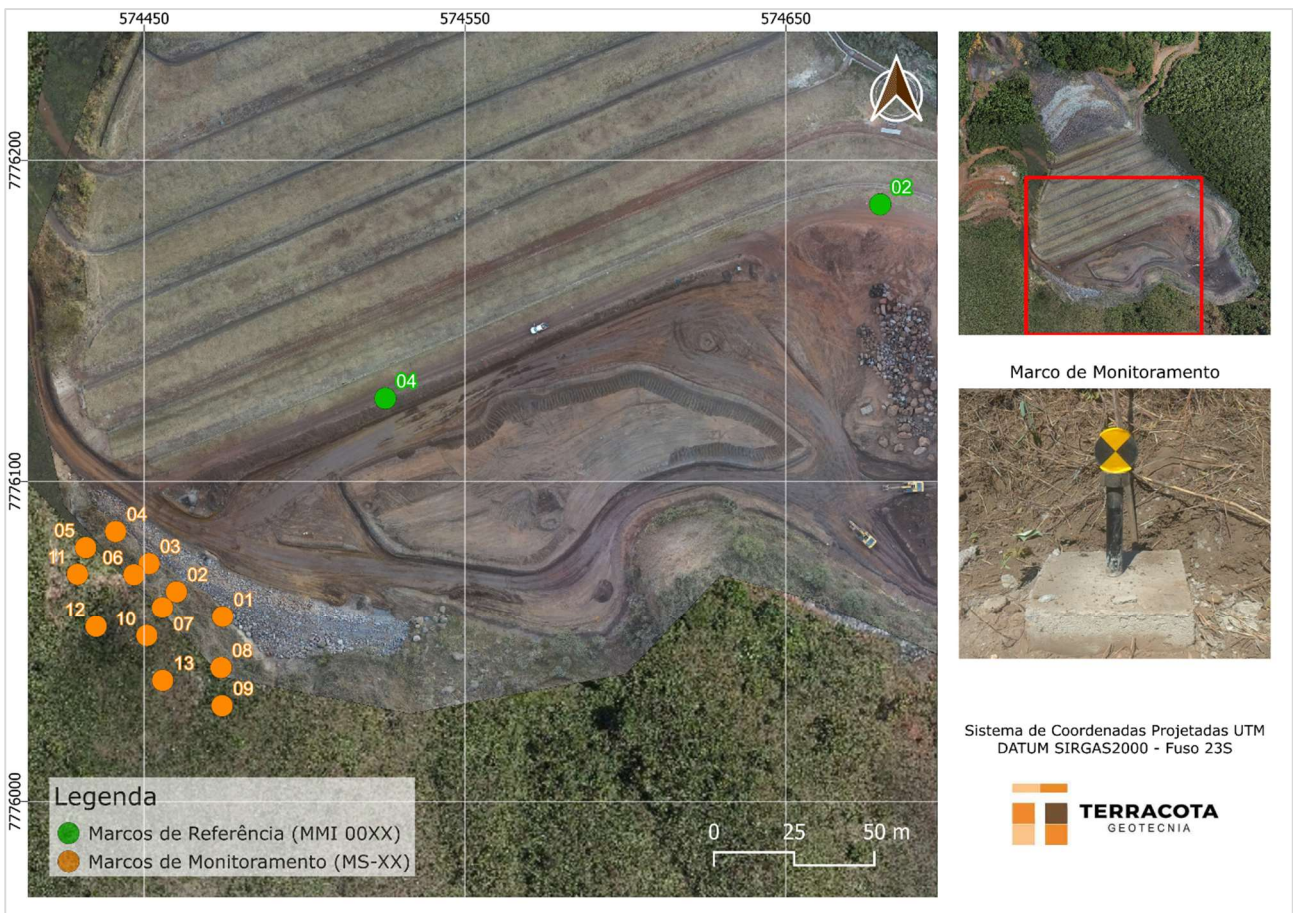 574450
574550
574650
7776200
7776100
7776000
02
04
04
05
03
11
06
02
01
12
10
07
08
13
09
Legenda
Marcos de Referência (MMI 00XX)
Marcos de Monitoramento (MS-XX)
0 25 50 m
Marco de Monitoramento
Sistema de Coordenadas Projetadas UTM
DATUM SIRGAS2000 - Fuso 23S
TERRACOTA
GEOTECNIA